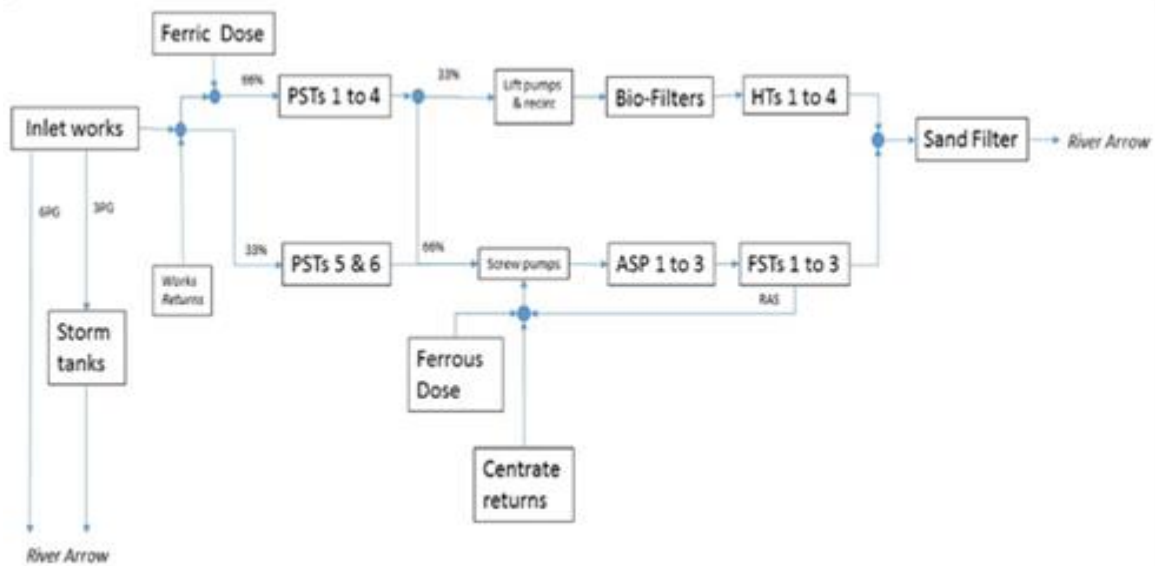 Ferric Dose
66%
PSTs 1 to 4
33%
Lift pumps
& recirc
Bio-Filters
HTs 1 to 4
Inlet works
Sand Filter
River Arrow
6PG
3PG
33%
PSTs 5 & 6
66%
Screw pumps
ASP 1 to 3
FSTs 1 to 3
Works
Returns
RAS
Storm
tanks
Ferrous
Dose
Centrate
returns
River Arrow